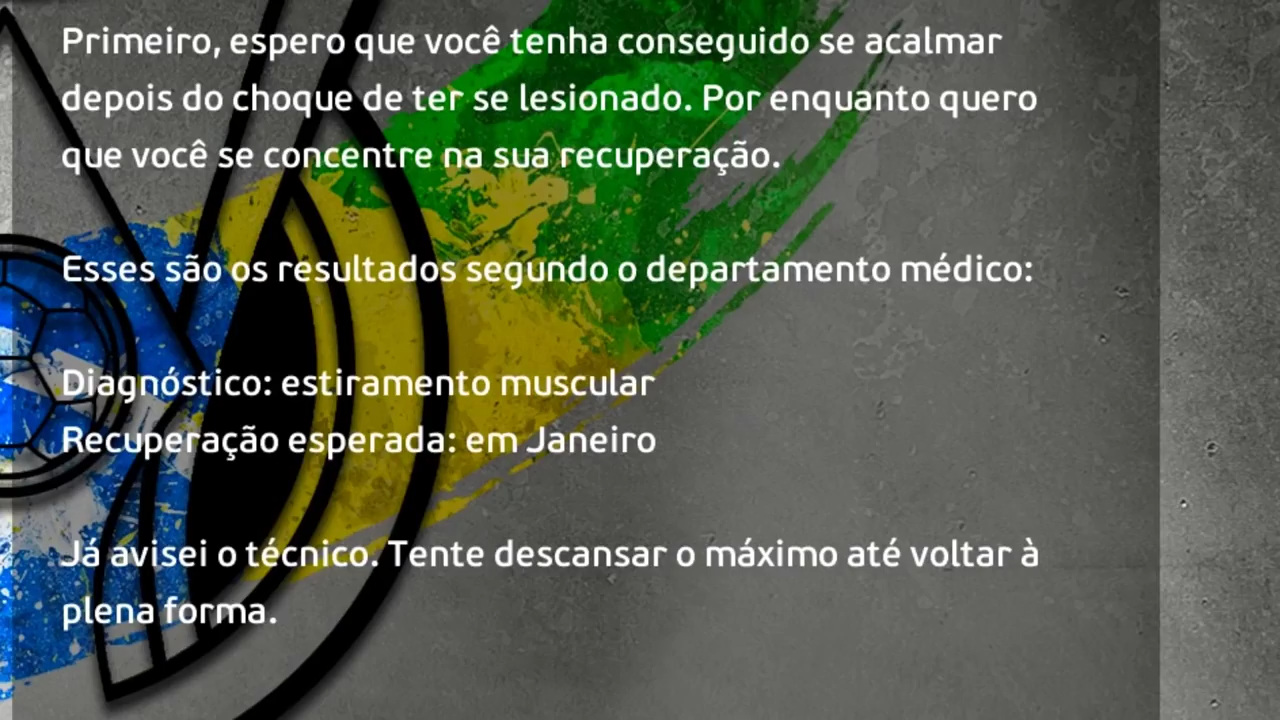 Primeiro, espero que você tenha conseguido se acalmar
depois do choque de ter se lesionado. Por enquanto quero
que você se concentre na sua recuperação.
Esses são os resultados segundo o departamento médico:
Diagnóstico: estiramento muscular
Recuperação esperada: em Janeiro
Já avisei o técnico. Tente descansar o máximo até voltar à
plena forma.